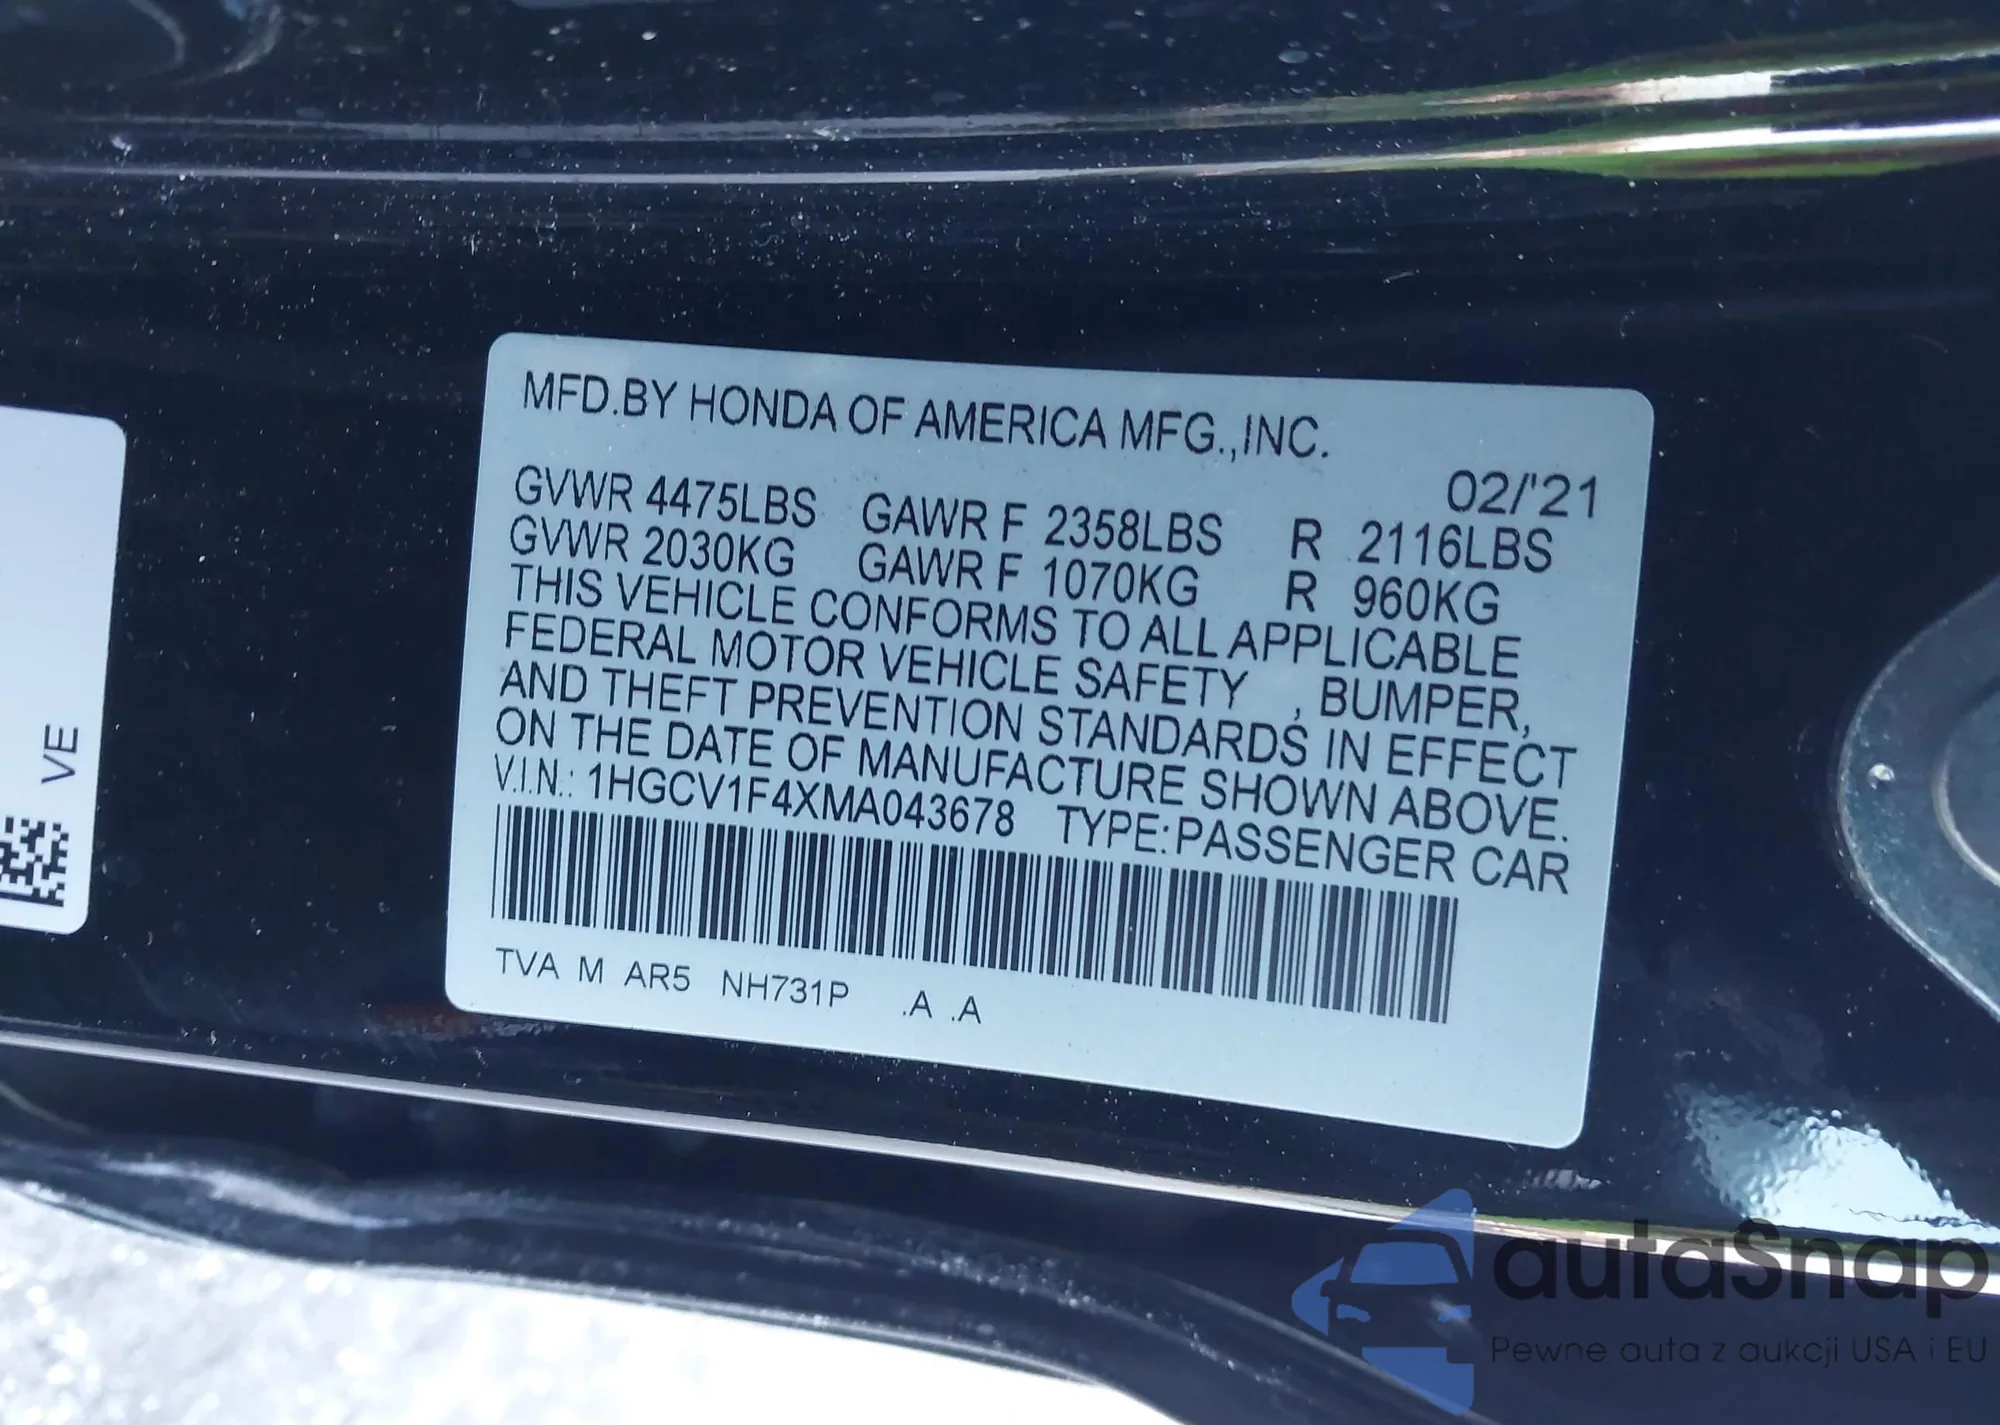 MFD.BY HONDA OF AMERICA MFG.,INC.
02/'21
GVWR 4475LBS GAWR F 2358LBS R 2116LBS
GVWR 2030KG GAWR F 1070KG R 960KG
THIS VEHICLE CONFORMS TO ALL APPLICABLE
FEDERAL MOTOR VEHICLE SAFETY , BUMPER,
AND THEFT PREVENTION STANDARDS IN EFFECT
ON THE DATE OF MANUFACTURE SHOWN ABOVE.
V.I.N.: 1HGCV1F4XMA043678 TYPE:PASSENGER CAR
TVA M AR5 NH731P .A .A
VE
autaSnap
Pewne auta z aukcji USA i EU